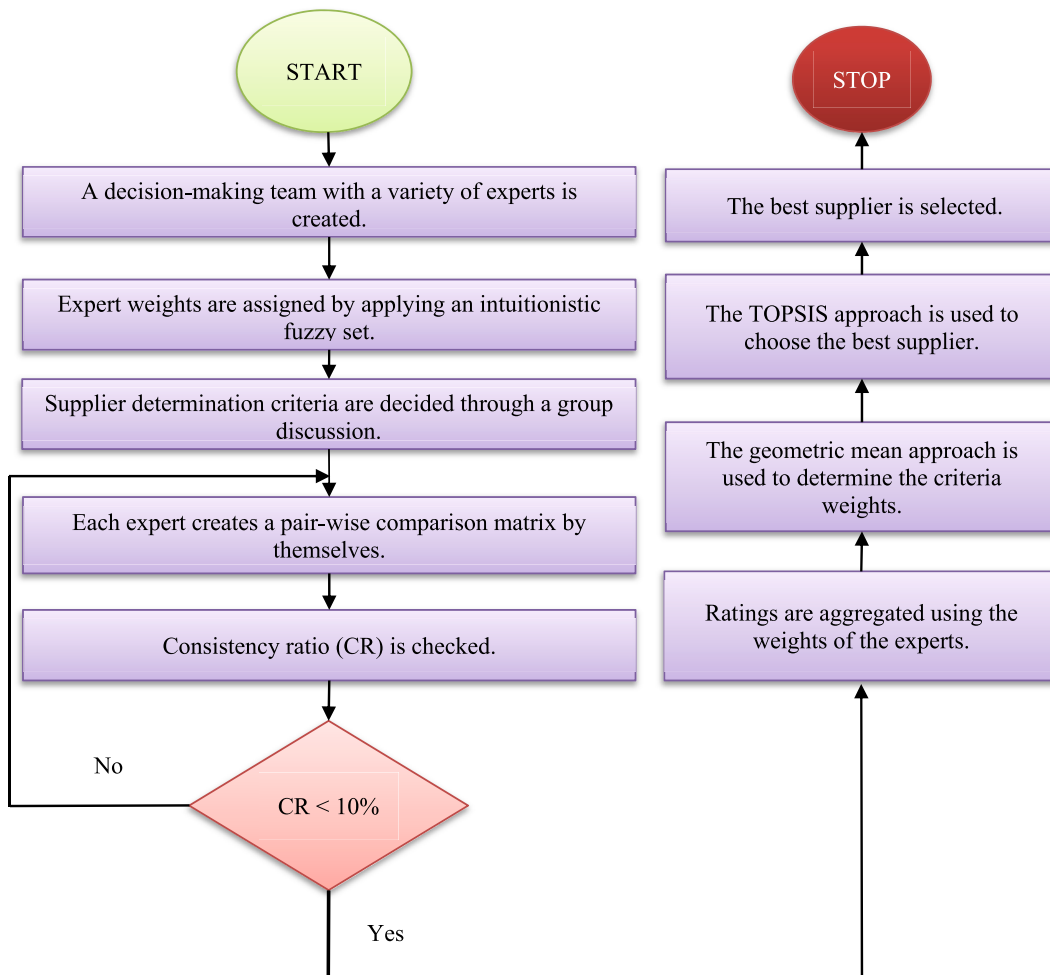 START
A decision-making team with a variety of experts is
created.
Expert weights are assigned by applying an intuitionistic
fuzzy set.
Supplier determination criteria are decided through a group
discussion.
Each expert creates a pair-wise comparison matrix by
themselves.
Consistency ratio (CR) is checked.
No
CR < 10%
Yes
Ratings are aggregated using the
weights of the experts.
The geometric mean approach is
used to determine the criteria
weights.
The TOPSIS approach is used to
choose the best supplier.
The best supplier is selected.
STOP